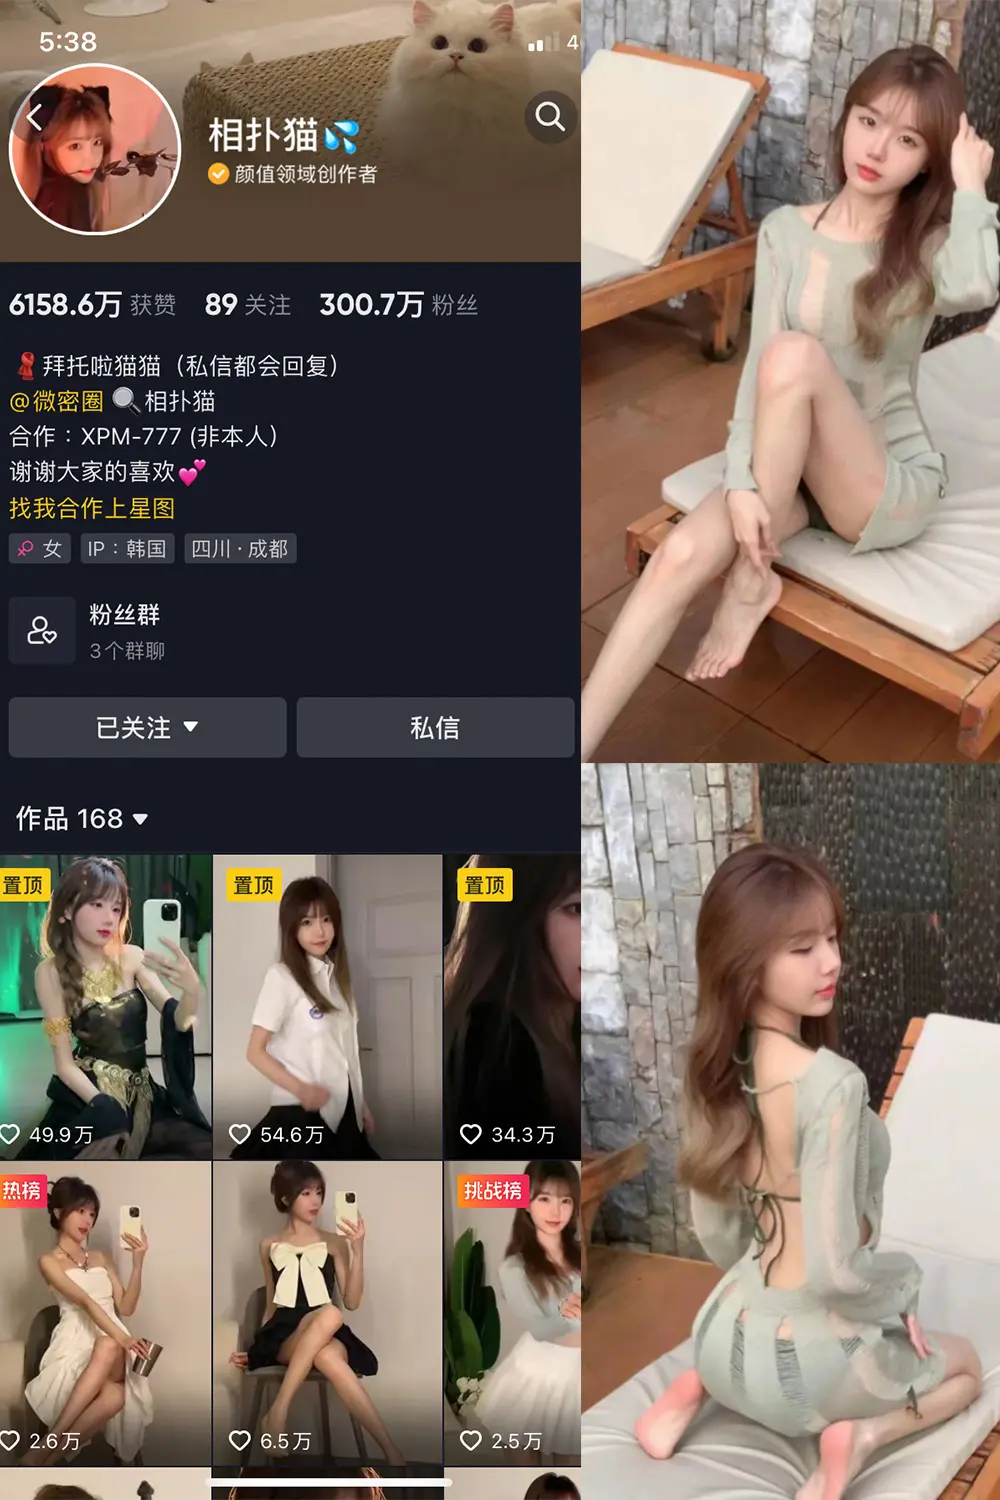 5:38
4
相扑猫💦
颜值领域创作者
6158.6万 获赞 89 关注 300.7万 粉丝
🧣拜托啦猫猫（私信都会回复）
@微密圈 🔍相扑猫
合作：XPM-777 (非本人)
谢谢大家的喜欢💕
找我合作上星图
女 IP：韩国 四川·成都
粉丝群
3个群聊
已关注 私信
作品 168
置顶 置顶 置顶
49.9万 54.6万 34.3万
热榜 挑战榜
2.6万 6.5万 2.5万